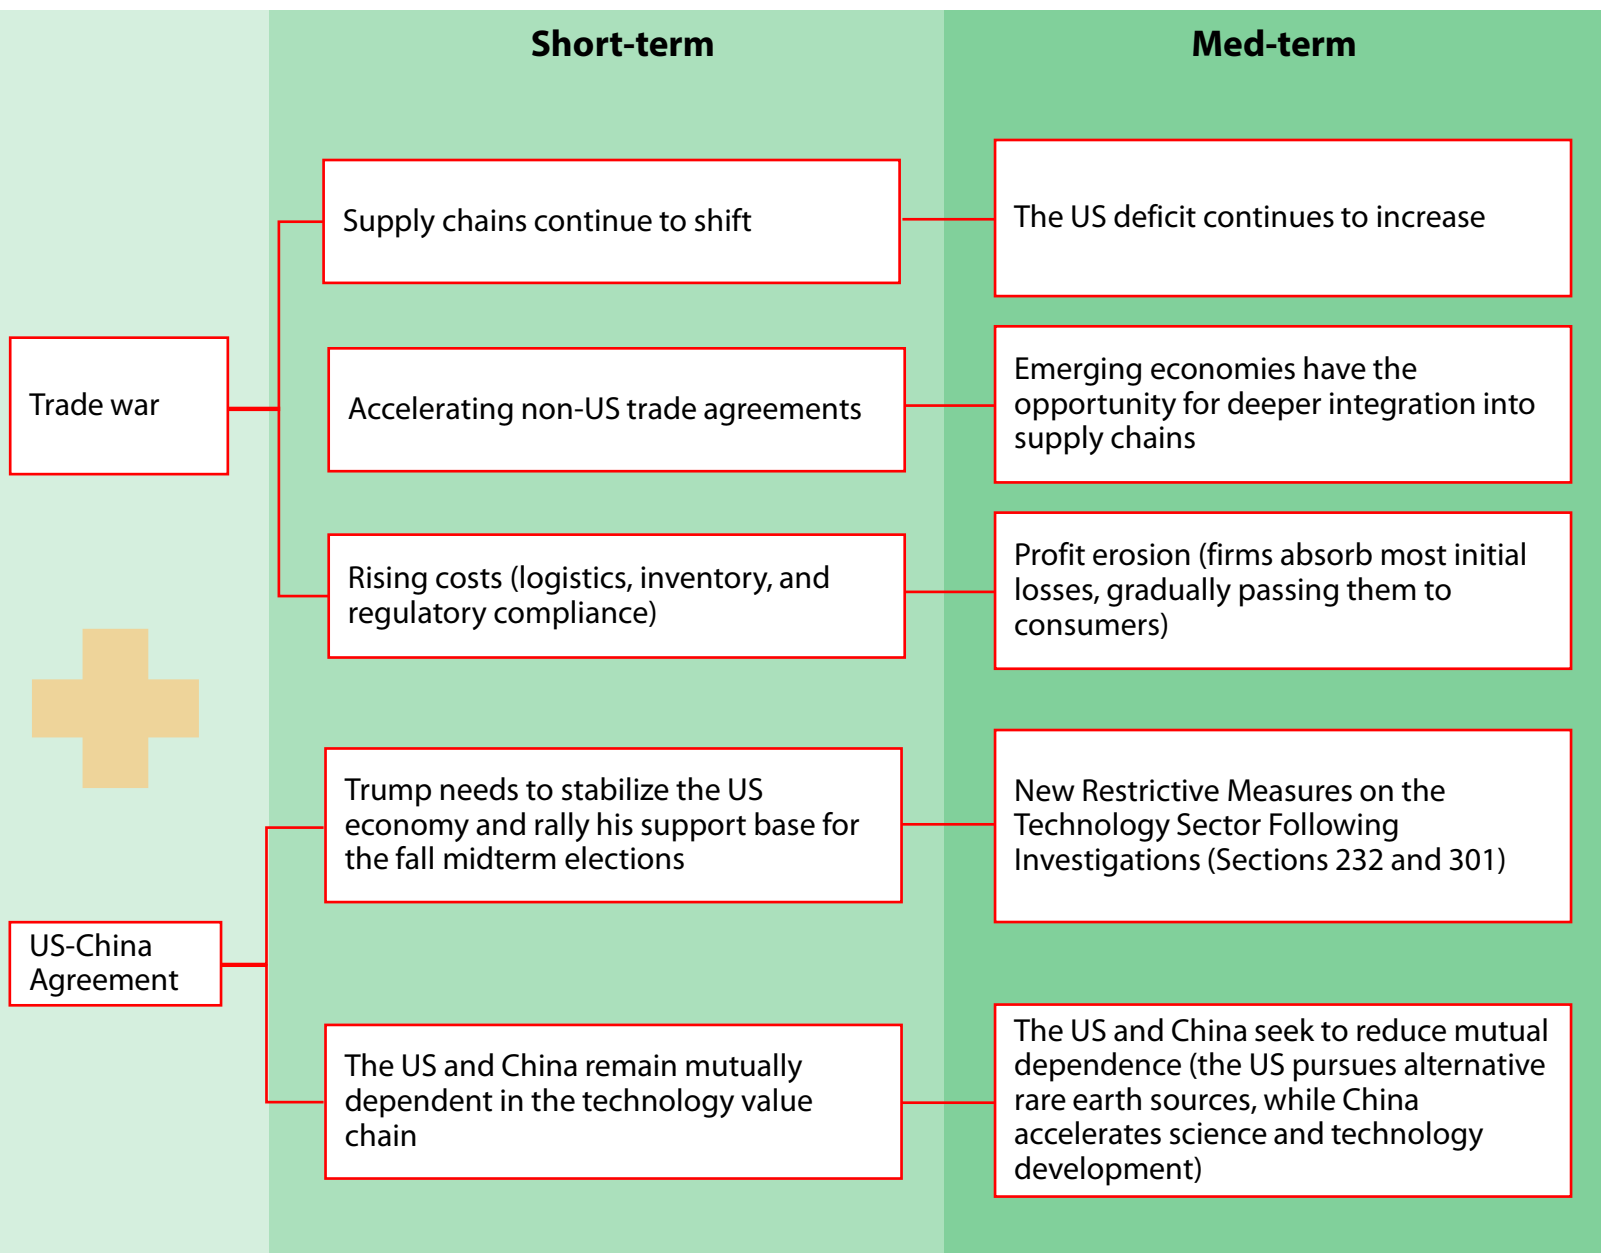 Short-term
Med-term
Trade war
Supply chains continue to shift
The US deficit continues to increase
Accelerating non-US trade agreements
Emerging economies have the
opportunity for deeper integration into
supply chains
Rising costs (logistics, inventory, and
regulatory compliance)
Profit erosion (firms absorb most initial
losses, gradually passing them to
consumers)
US-China
Agreement
Trump needs to stabilize the US
economy and rally his support base for
the fall midterm elections
New Restrictive Measures on the
Technology Sector Following
Investigations (Sections 232 and 301)
The US and China remain mutually
dependent in the technology value
chain
The US and China seek to reduce mutual
dependence (the US pursues alternative
rare earth sources, while China
accelerates science and technology
development)